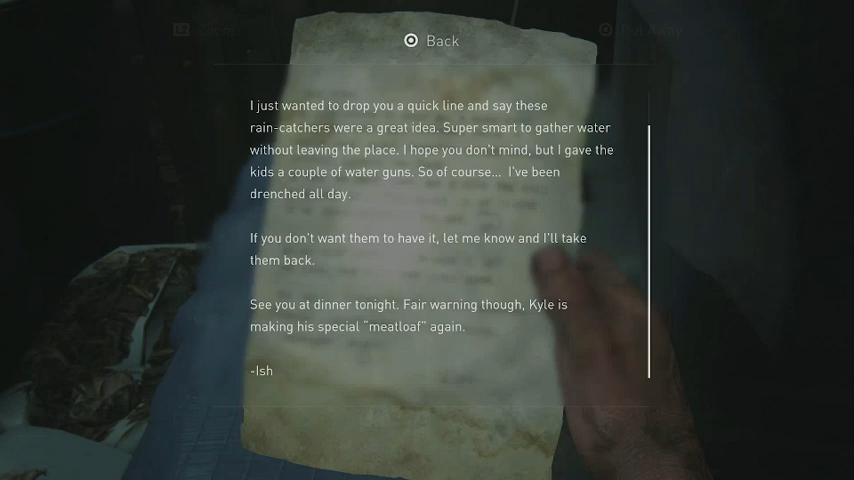 Back
I just wanted to drop you a quick line and say these
rain-catchers were a great idea. Super smart to gather water
without leaving the place. I hope you don't mind, but I gave the
kids a couple of water guns. So of course... I've been
drenched all day.
If you don't want them to have it, let me know and I'll take
them back.
See you at dinner tonight. Fair warning though, Kyle is
making his special "meatloaf" again.
-Ish